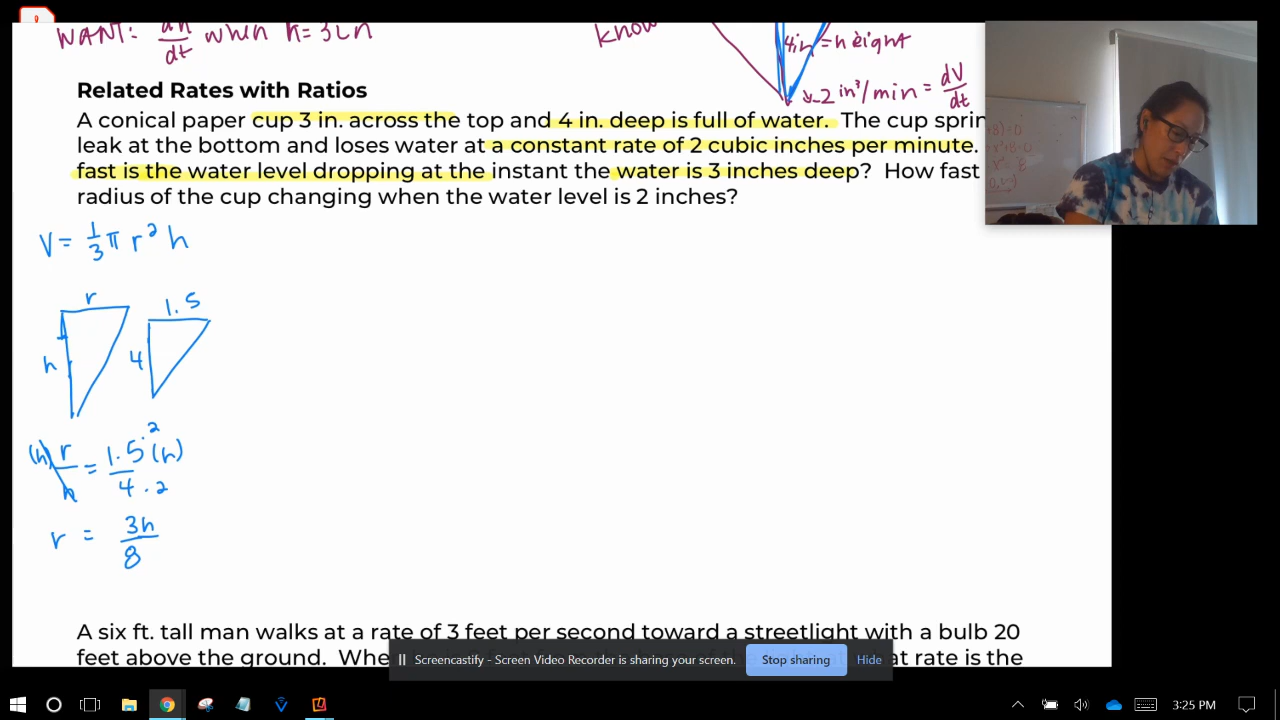 WANT: dh/dt when h = 3 in
know
4in = height
-2 in³/min = dV/dt
Related Rates with Ratios
A conical paper cup 3 in. across the top and 4 in. deep is full of water. The cup sprin
leak at the bottom and loses water at a constant rate of 2 cubic inches per minute.
fast is the water level dropping at the instant the water is 3 inches deep? How fast
radius of the cup changing when the water level is 2 inches?
V = 1/3 π r² h
r
1.5
h
4
(h) r/h = 1.5·2 (h)/4·2
r = 3h/8
A six ft. tall man walks at a rate of 3 feet per second toward a streetlight with a bulb 20
feet above the ground. Whe at rate is the
Screencastify - Screen Video Recorder is sharing your screen.
Stop sharing
Hide
3:25 PM